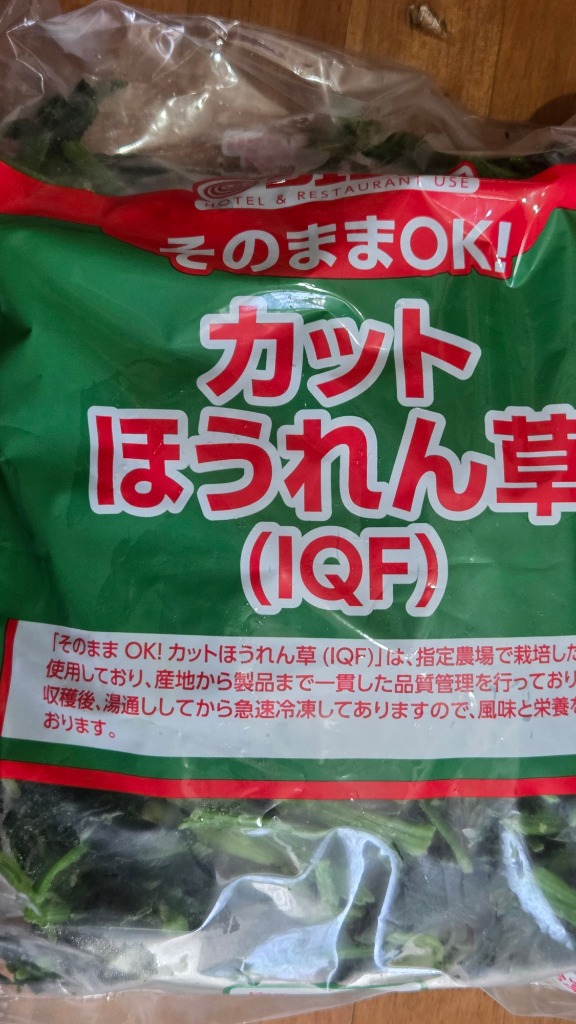 HOTEL & RESTAURANT USE
そのままOK!
カット
ほうれん草
(IQF)
「そのまま OK! カットほうれん草 (IQF)」は、指定農場で栽培した
使用しており、産地から製品まで一貫した品質管理を行っており
収穫後、湯通ししてから急速冷凍してありますので、風味と栄養
おります。